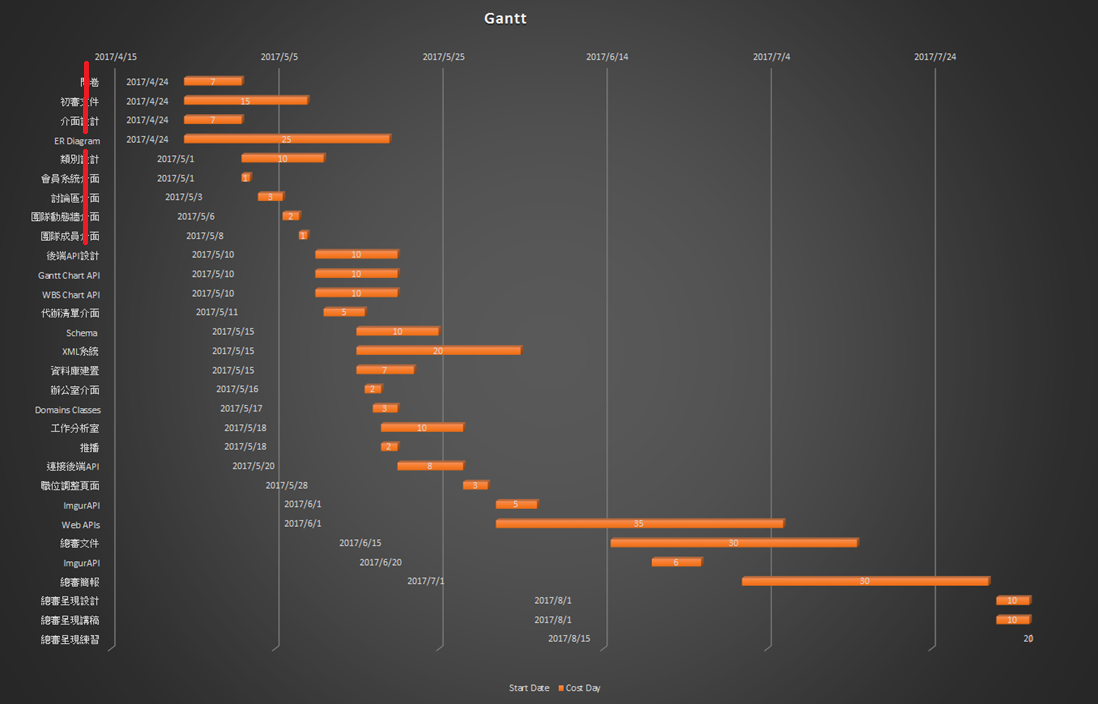 Gantt
2017/4/15 2017/5/5 2017/5/25 2017/6/14 2017/7/4 2017/7/24
問卷 2017/4/24 7
初審文件 2017/4/24 15
介面設計 2017/4/24 7
ER Diagram 2017/4/24 25
類別設計 2017/5/1 10
會員系統介面 2017/5/1 1
討論區介面 2017/5/3 3
團隊動態牆介面 2017/5/6 2
團隊成員介面 2017/5/8 1
後端API設計 2017/5/10 10
Gantt Chart API 2017/5/10 10
WBS Chart API 2017/5/10 10
代辦清單介面 2017/5/11 5
Schema 2017/5/15 10
XML系統 2017/5/15 20
資料庫建置 2017/5/15 7
辦公室介面 2017/5/16 2
Domains Classes 2017/5/17 3
工作分析室 2017/5/18 10
推播 2017/5/18 2
連接後端API 2017/5/20 8
職位調整頁面 2017/5/28 3
ImgurAPI 2017/6/1 5
Web APIs 2017/6/1 35
總審文件 2017/6/15 30
ImgurAPI 2017/6/20 6
總審簡報 2017/7/1 30
總審呈現設計 2017/8/1 10
總審呈現講稿 2017/8/1 10
總審呈現練習 2017/8/15 20
Start Date Cost Day